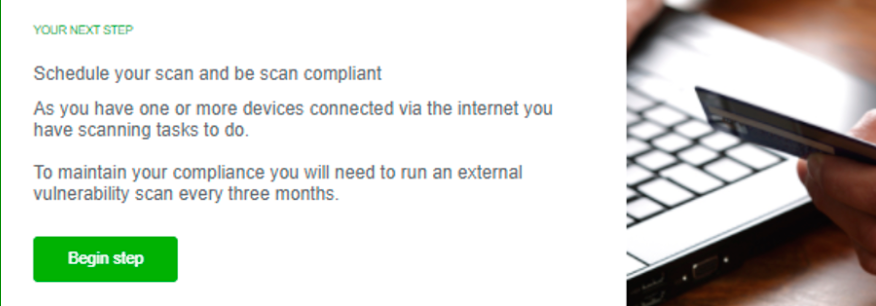 YOUR NEXT STEP
Schedule your scan and be scan compliant
As you have one or more devices connected via the internet you
have scanning tasks to do.
To maintain your compliance you will need to run an external
vulnerability scan every three months.
Begin step